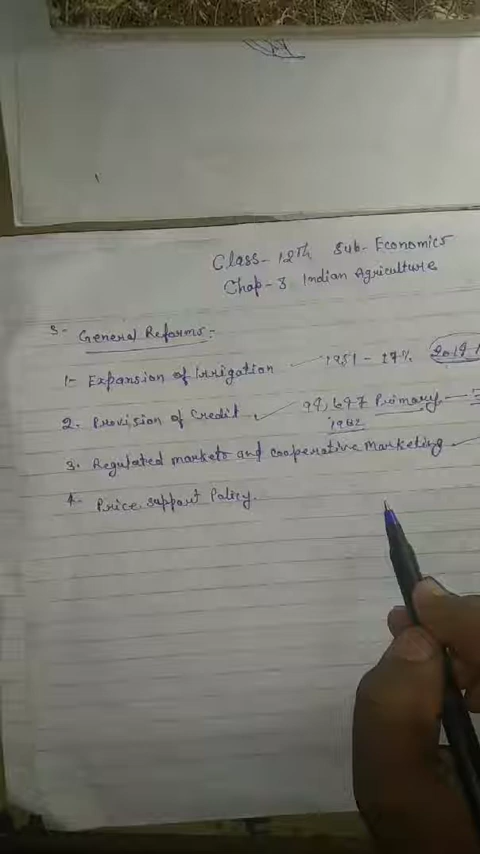 Class- 12th Sub- Economics
Chap- 3 Indian Agriculture
General Reforms:-
1- Expansion of Irrigation 1951 - 17%
2. Provision of Credit Primary
1982
3. Regulated markets and cooperative Marketing
4. Price support Policy.